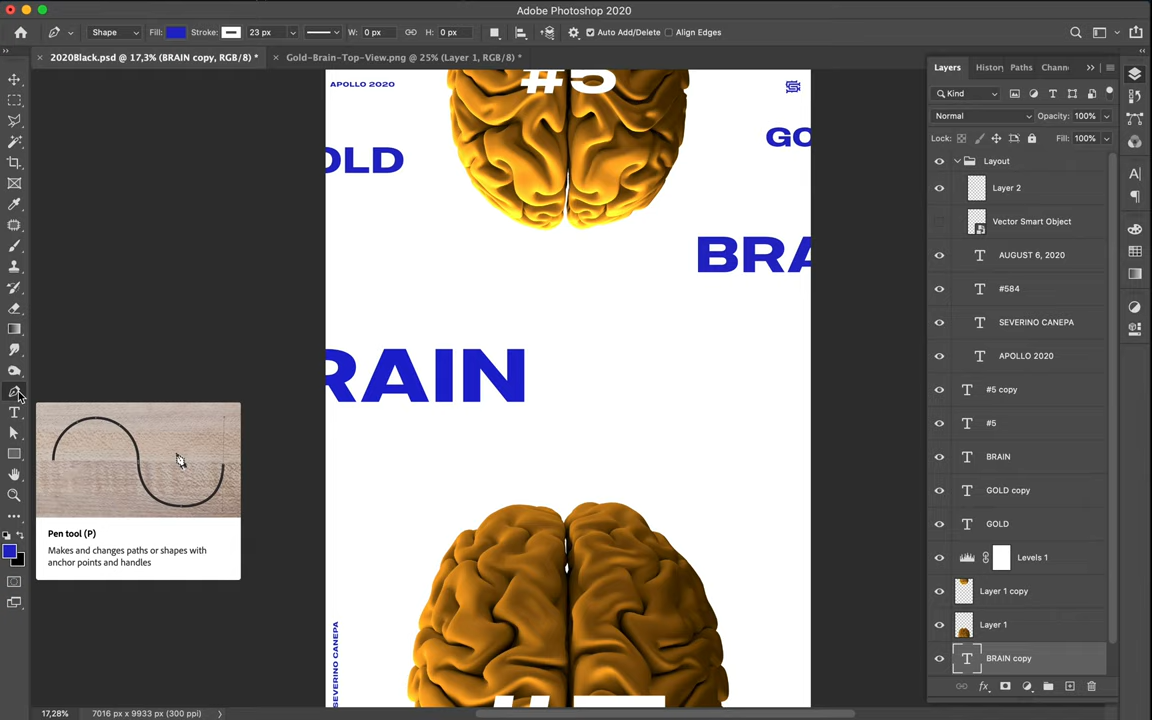 Adobe Photoshop 2020
Shape
Fill:
Stroke:
23 px
W: 0 px
H: 0 px
Auto Add/Delete
Align Edges
2020Black.psd @ 17,3% (BRAIN copy, RGB/8) *
Gold-Brain-Top-View.png @ 25% (Layer 1, RGB/8) *
APOLLO 2020
#5
GO
OLD
BRA
RAIN
SEVERINO CANEPA
Pen tool (P)
Makes and changes paths or shapes with
anchor points and handles
Layers
Histor
Paths
Chann
Kind
Normal
Opacity: 100%
Lock:
Fill: 100%
Layout
Layer 2
Vector Smart Object
AUGUST 6, 2020
#584
SEVERINO CANEPA
APOLLO 2020
#5 copy
#5
BRAIN
GOLD copy
GOLD
Levels 1
Layer 1 copy
Layer 1
BRAIN copy
17,28%
7016 px x 9933 px (300 ppi)